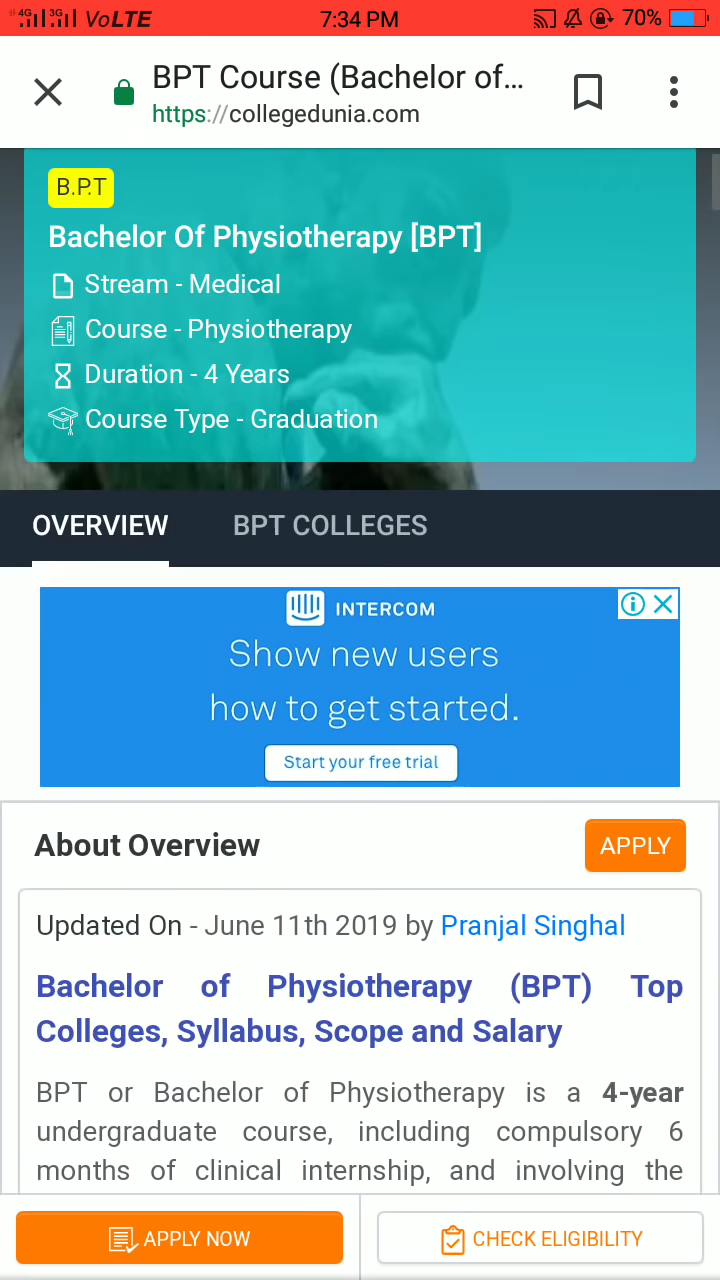 4G 3G VoLTE 7:34 PM 70%
BPT Course (Bachelor of...
https://collegedunia.com
B.P.T
Bachelor Of Physiotherapy [BPT]
Stream - Medical
Course - Physiotherapy
Duration - 4 Years
Course Type - Graduation
OVERVIEW BPT COLLEGES
INTERCOM
Show new users
how to get started.
Start your free trial
About Overview APPLY
Updated On - June 11th 2019 by Pranjal Singhal
Bachelor of Physiotherapy (BPT) Top
Colleges, Syllabus, Scope and Salary
BPT or Bachelor of Physiotherapy is a 4-year
undergraduate course, including compulsory 6
months of clinical internship, and involving the
APPLY NOW CHECK ELIGIBILITY